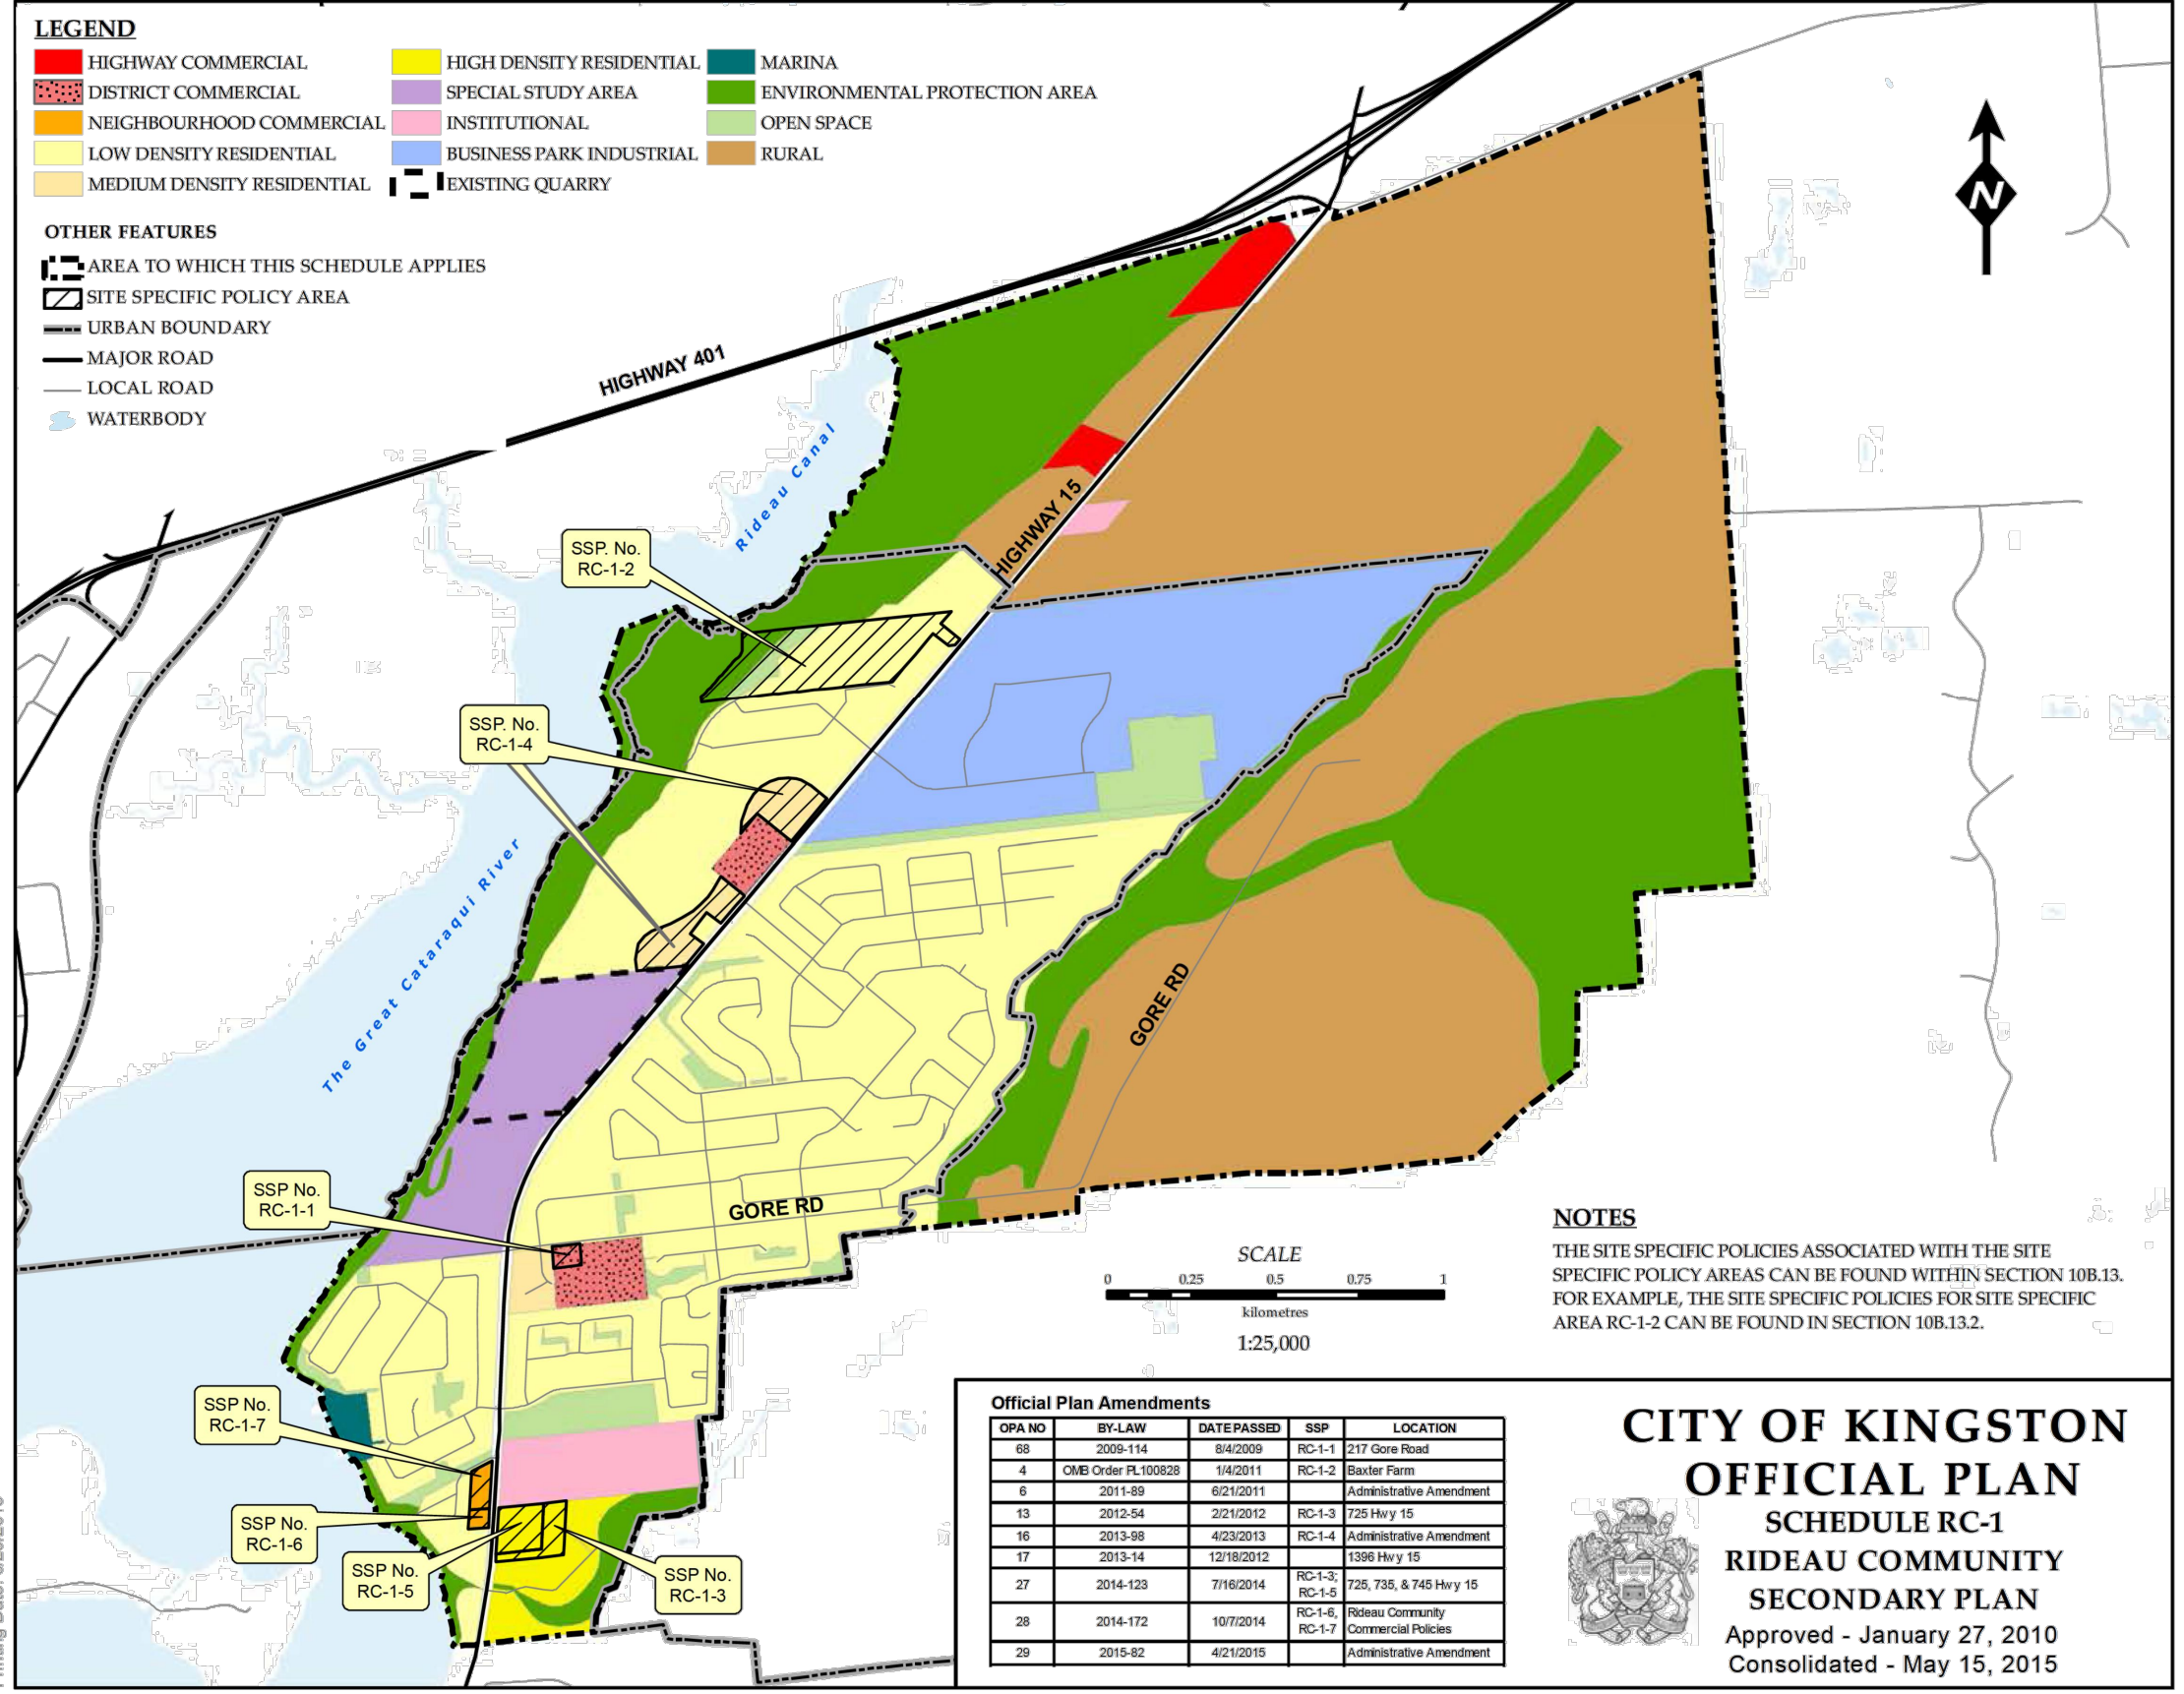 LEGEND
HIGHWAY COMMERCIAL
DISTRICT COMMERCIAL
NEIGHBOURHOOD COMMERCIAL
LOW DENSITY RESIDENTIAL
MEDIUM DENSITY RESIDENTIAL
HIGH DENSITY RESIDENTIAL
SPECIAL STUDY AREA
INSTITUTIONAL
BUSINESS PARK INDUSTRIAL
EXISTING QUARRY
MARINA
ENVIRONMENTAL PROTECTION AREA
OPEN SPACE
RURAL
OTHER FEATURES
AREA TO WHICH THIS SCHEDULE APPLIES
SITE SPECIFIC POLICY AREA
URBAN BOUNDARY
MAJOR ROAD
LOCAL ROAD
WATERBODY
N
HIGHWAY 401
Rideau Canal
HIGHWAY 15
SSP. No.
RC-1-2
SSP. No.
RC-1-4
The Great Cataraqui River
GORE RD
SSP No.
RC-1-1
GORE RD
SSP No.
RC-1-7
SSP No.
RC-1-6
SSP No.
RC-1-5
SSP No.
RC-1-3
SCALE
0 0.25 0.5 0.75 1
kilometres
1:25,000
NOTES
THE SITE SPECIFIC POLICIES ASSOCIATED WITH THE SITE
SPECIFIC POLICY AREAS CAN BE FOUND WITHIN SECTION 10B.13.
FOR EXAMPLE, THE SITE SPECIFIC POLICIES FOR SITE SPECIFIC
AREA RC-1-2 CAN BE FOUND IN SECTION 10B.13.2.
Official Plan Amendments
OPA NO BY-LAW DATE PASSED SSP LOCATION
68 2009-114 8/4/2009 RC-1-1 217 Gore Road
4 OMB Order PL100828 1/4/2011 RC-1-2 Baxter Farm
6 2011-89 6/21/2011 Administrative Amendment
13 2012-54 2/21/2012 RC-1-3 725 Hwy 15
16 2013-98 4/23/2013 RC-1-4 Administrative Amendment
17 2013-14 12/18/2012 1396 Hwy 15
27 2014-123 7/16/2014 RC-1-3; RC-1-5 725, 735, & 745 Hwy 15
28 2014-172 10/7/2014 RC-1-6, RC-1-7 Rideau Community Commercial Policies
29 2015-82 4/21/2015 Administrative Amendment
CITY OF KINGSTON
OFFICIAL PLAN
SCHEDULE RC-1
RIDEAU COMMUNITY
SECONDARY PLAN
Approved - January 27, 2010
Consolidated - May 15, 2015